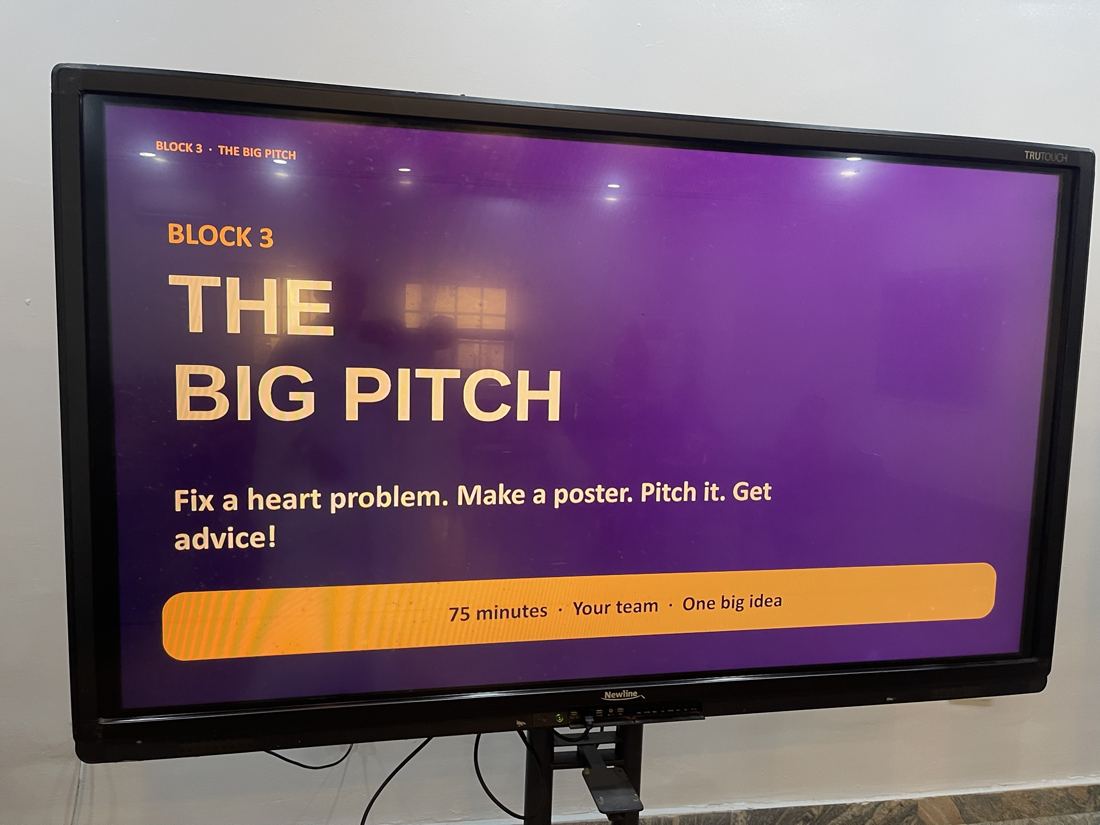 BLOCK 3 · THE BIG PITCH
TRUTOUCH
BLOCK 3
THE
BIG PITCH
Fix a heart problem. Make a poster. Pitch it. Get
advice!
75 minutes · Your team · One big idea
Newline